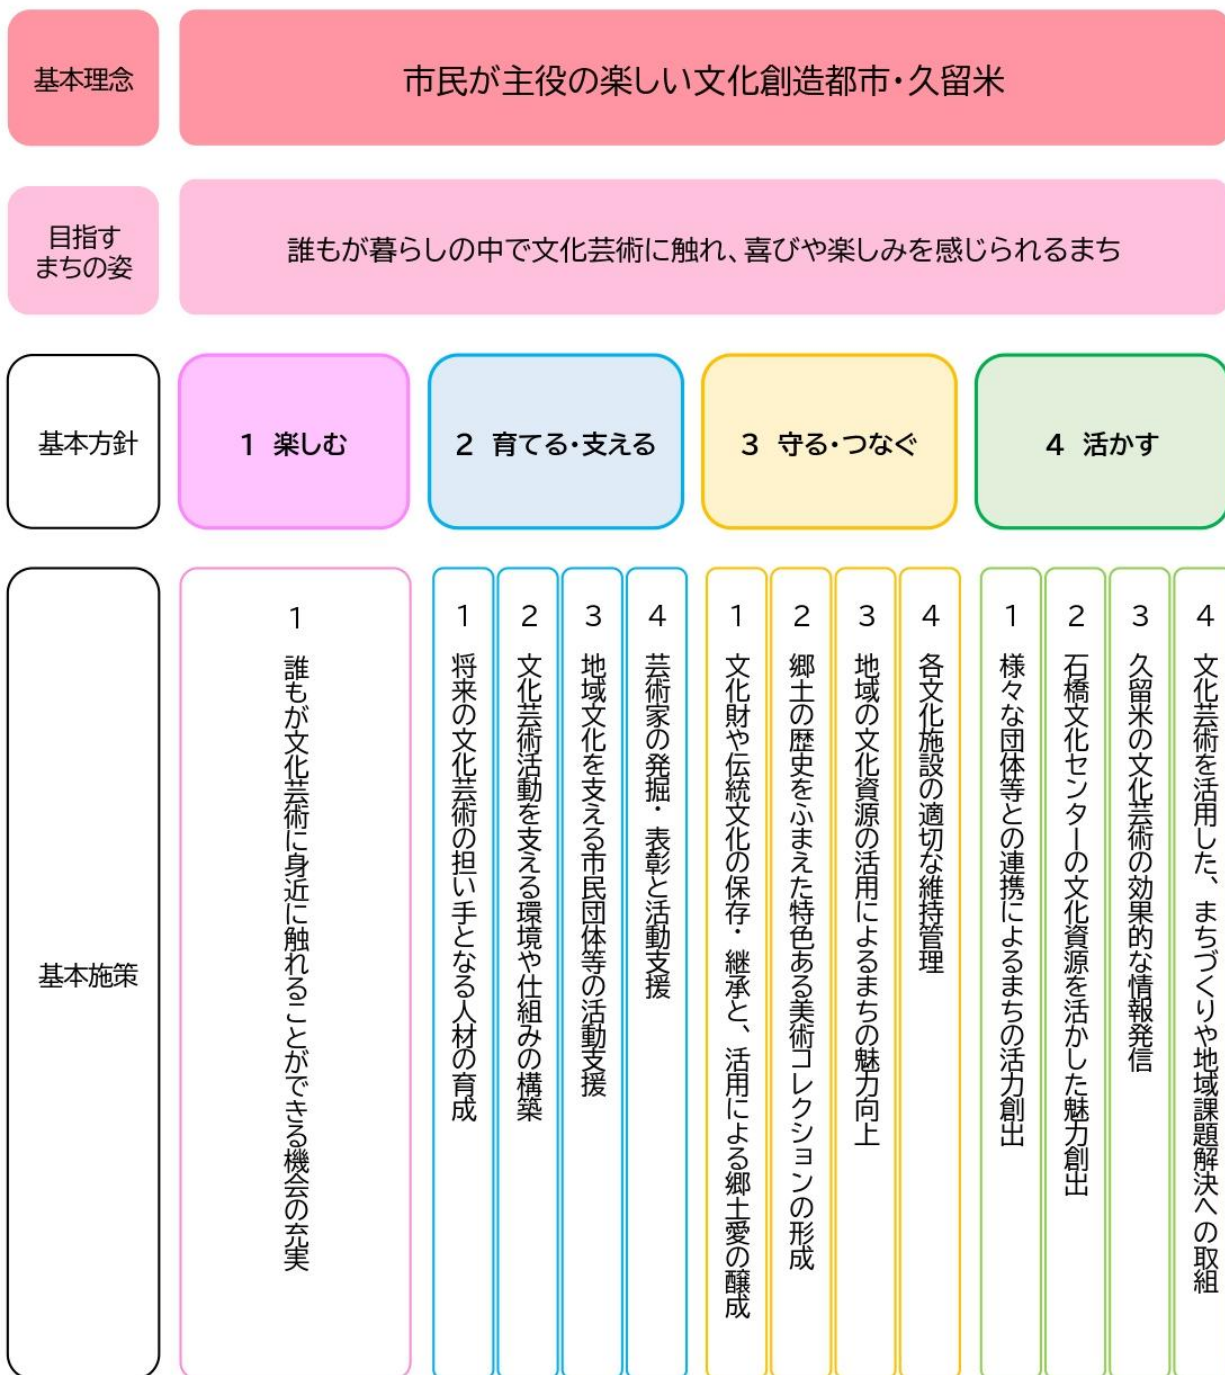 基本理念
市民が主役の楽しい文化創造都市・久留米
目指す
まちの姿
誰もが暮らしの中で文化芸術に触れ、喜びや楽しみを感じられるまち
基本方針
1 楽しむ
2 育てる・支える
3 守る・つなぐ
4 活かす
基本施策
1 誰もが文化芸術に身近に触れることができる機会の充実
1 将来の文化芸術の担い手となる人材の育成
2 文化芸術活動を支える環境や仕組みの構築
3 地域文化を支える市民団体等の活動支援
4 芸術家の発掘・表彰と活動支援
1 文化財や伝統文化の保存・継承と、活用による郷土愛の醸成
2 郷土の歴史をふまえた特色ある美術コレクションの形成
3 地域の文化資源の活用によるまちの魅力向上
4 各文化施設の適切な維持管理
1 様々な団体等との連携によるまちの活力創出
2 石橋文化センターの文化資源を活かした魅力創出
3 久留米の文化芸術の効果的な情報発信
4 文化芸術を活用した、まちづくりや地域課題解決への取組